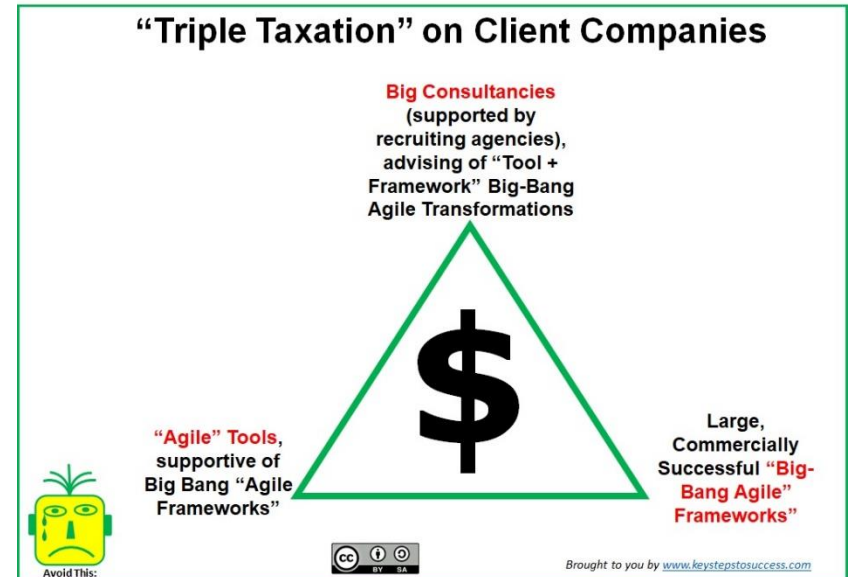 “Triple Taxation” on Client Companies
Big Consultancies
(supported by
recruiting agencies),
advising of “Tool +
Framework” Big-Bang
Agile Transformations
$
“Agile” Tools,
supportive of
Big Bang “Agile
Frameworks”
Large,
Commercially
Successful “Big-
Bang Agile”
Frameworks”
Avoid This:
cc
BY SA
Brought to you by www.keystepstosuccess.com